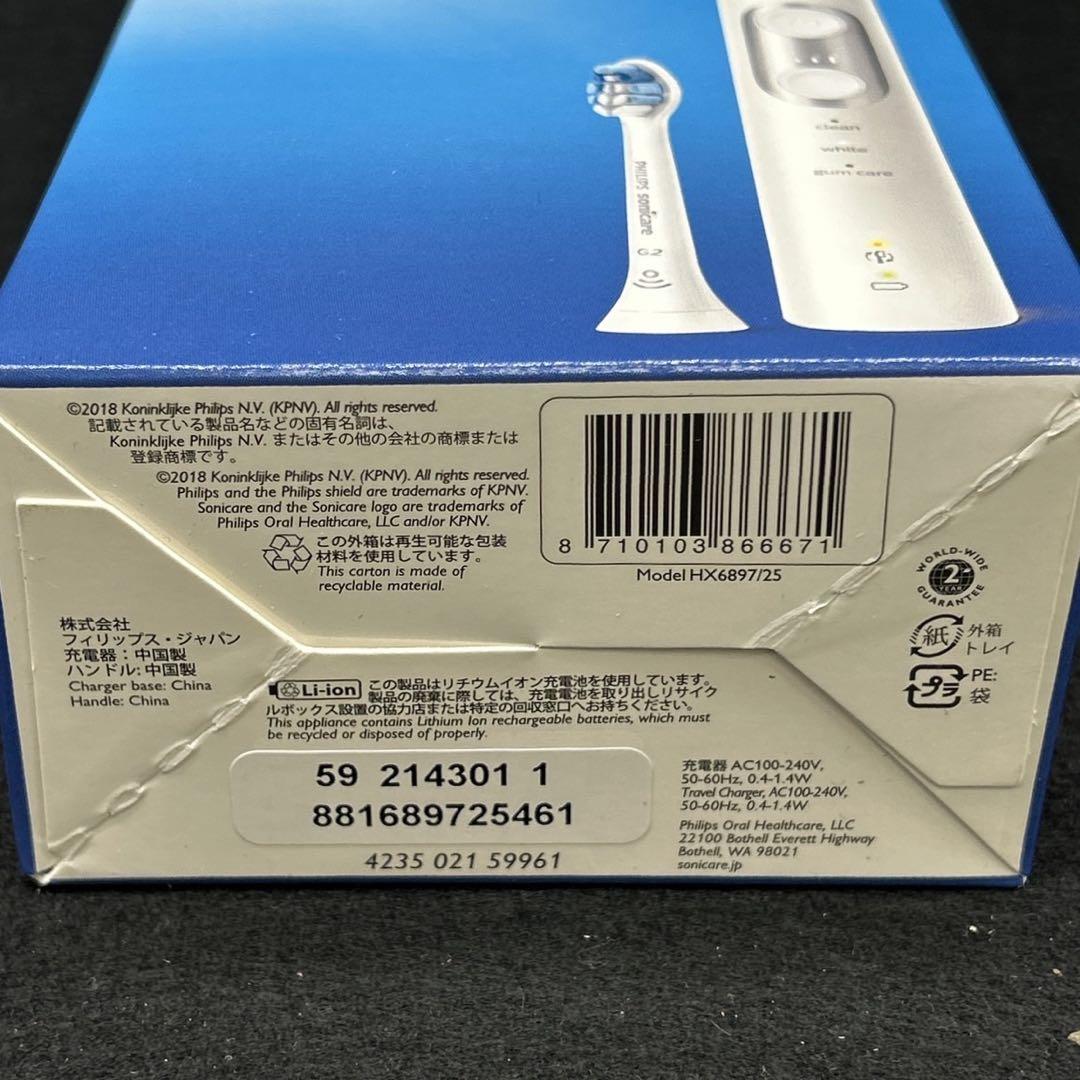 clean
white
gum care
PHILIPS sonicare
G2
©2018 Koninklijke Philips N.V. (KPNV). All rights reserved.
記載されている製品名などの固有名詞は、
Koninklijke Philips N.V. またはその他の会社の商標または
登録商標です。
©2018 Koninklijke Philips N.V. (KPNV). All rights reserved.
Philips and the Philips shield are trademarks of KPNV.
Sonicare and the Sonicare logo are trademarks of
Philips Oral Healthcare, LLC and/or KPNV.
この外箱は再生可能な包装
材料を使用しています。
This carton is made of
recyclable material.
8 710103 866671
Model HX6897/25
WORLD-WIDE
2
YEAR
GUARANTEE
紙 外箱
トレイ
プラ PE:
袋
株式会社
フィリップス・ジャパン
充電器：中国製
ハンドル: 中国製
Charger base: China
Handle: China
Li-ion
この製品はリチウムイオン充電池を使用しています。
製品の廃棄に際しては、充電電池を取り出しリサイク
ルボックス設置の協力店または特定の回収窓口へお持ちください。
This appliance contains Lithium Ion rechargeable batteries, which must
be recycled or disposed of properly.
59 214301 1
881689725461
4235 021 59961
充電器 AC100-240V,
50-60Hz, 0.4-1.4W
Travel Charger, AC100-240V,
50-60Hz, 0.4-1.4W
Philips Oral Healthcare, LLC
22100 Bothell Everett Highway
Bothell, WA 98021
sonicare.jp